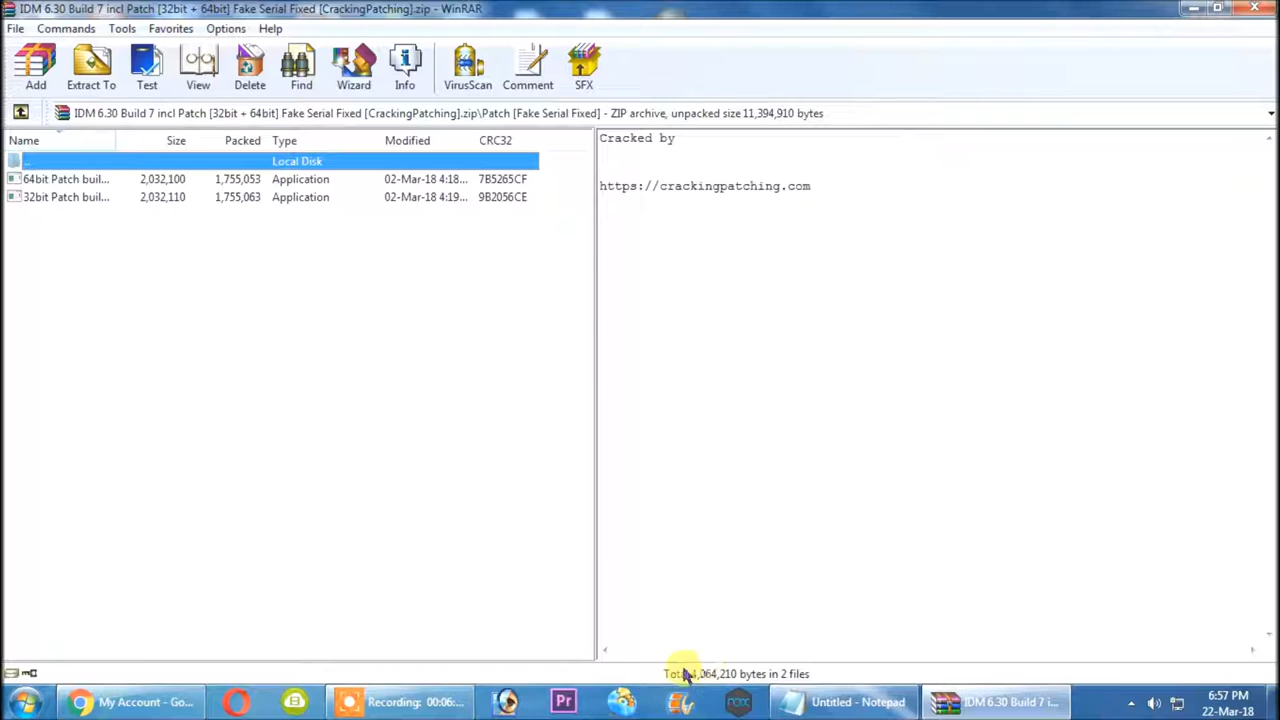 IDM 6.30 Build 7 incl Patch [32bit + 64bit] Fake Serial Fixed [CrackingPatching].zip - WinRAR
File Commands Tools Favorites Options Help
Add Extract To Test View Delete Find Wizard Info VirusScan Comment SFX
IDM 6.30 Build 7 incl Patch [32bit + 64bit] Fake Serial Fixed [CrackingPatching].zip\Patch [Fake Serial Fixed] - ZIP archive, unpacked size 11,394,910 bytes
Name Size Packed Type Modified CRC32
.. Local Disk
64bit Patch buil... 2,032,100 1,755,053 Application 02-Mar-18 4:18... 7B5265CF
32bit Patch buil... 2,032,110 1,755,063 Application 02-Mar-18 4:19... 9B2056CE
Cracked by
https://crackingpatching.com
bytes in 2 files
My Account - Go... Recording: 00:06... Pr Untitled - Notepad IDM 6.30 Build 7 i...
6:57 PM
22-Mar-18